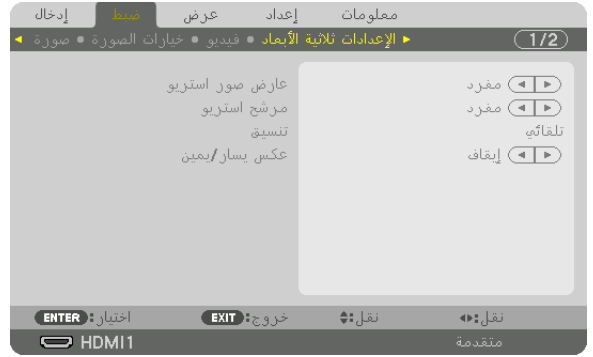 إدخال ضبط عرض إعداد معلومات
◄ صورة ● خيارات الصورة ● فيديو ● الإعدادات ثلاثية الأبعاد ► 1/2
عارض صور استريو مفرد
مرشح استريو مفرد
تنسيق تلقائي
عكس يسار/يمين إيقاف
ENTER: اختيار EXIT: خروج نقل: نقل:
HDMI1 متقدمة